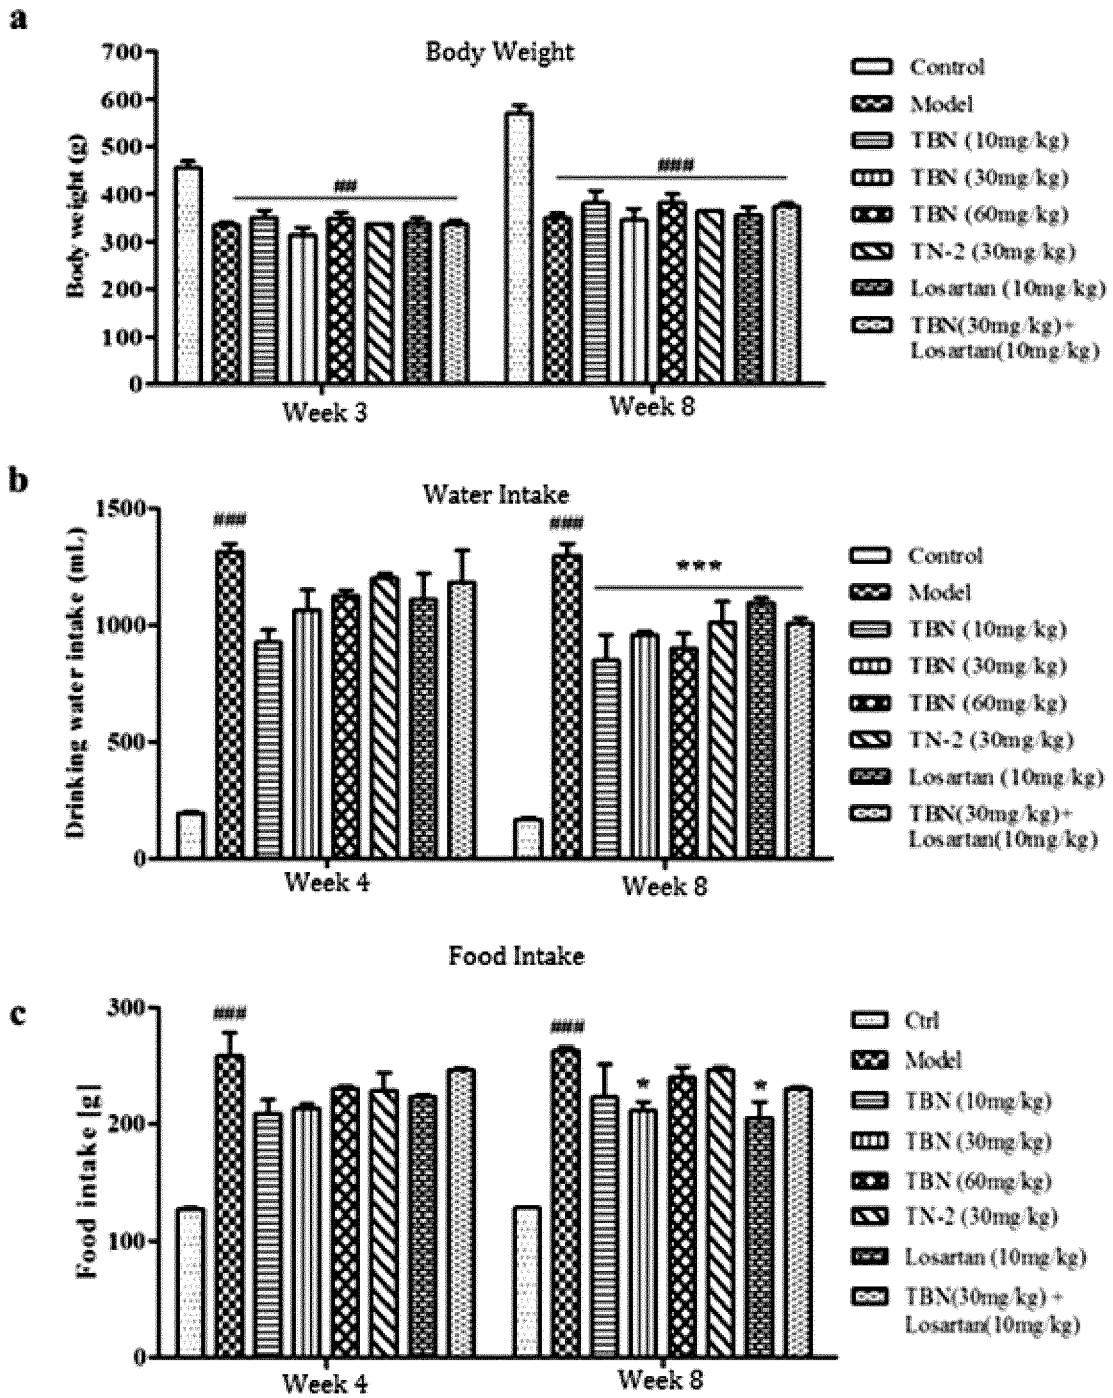 a
Body Weight
Body weight (g)
700
600
500
400
300
200
100
0
##
###
Week 3
Week 8
Control
Model
TBN (10mg/kg)
TBN (30mg/kg)
TBN (60mg/kg)
TN-2 (30mg/kg)
Losartan (10mg/kg)
TBN(30mg/kg)+
Losartan(10mg/kg)
b
Water Intake
Drinking water intake (mL)
1500
1000
500
0
###
###
***
Week 4
Week 8
Control
Model
TBN (10mg/kg)
TBN (30mg/kg)
TBN (60mg/kg)
TN-2 (30mg/kg)
Losartan (10mg/kg)
TBN(30mg/kg)+
Losartan(10mg/kg)
c
Food Intake
Food intake [g]
300
200
100
0
###
###
*
*
Week 4
Week 8
Ctrl
Model
TBN (10mg/kg)
TBN (30mg/kg)
TBN (60mg/kg)
TN-2 (30mg/kg)
Losartan (10mg/kg)
TBN(30mg/kg) +
Losartan(10mg/kg)